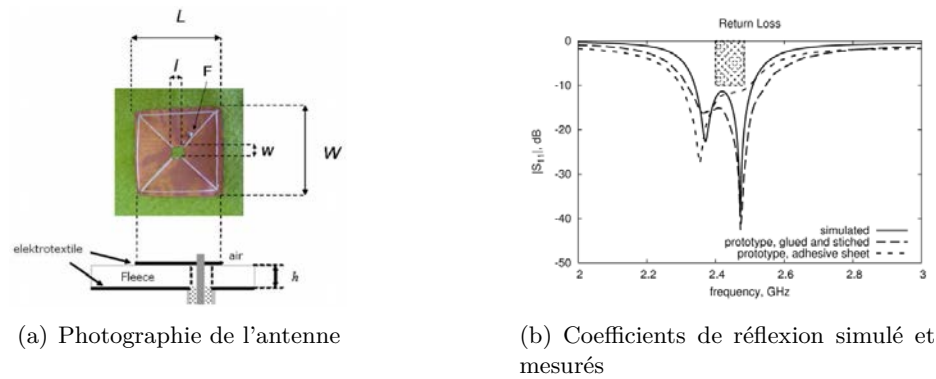 L
l
F
w
W
elektrotextile
air
Fleece
h
(a) Photographie de l'antenne
Return Loss
0
-10
-20
-30
-40
-50
|S11|, dB
simulated
prototype, glued and stiched
prototype, adhesive sheet
2
2.2
2.4
2.6
2.8
3
frequency, GHz
(b) Coefficients de réflexion simulé et
mesurés